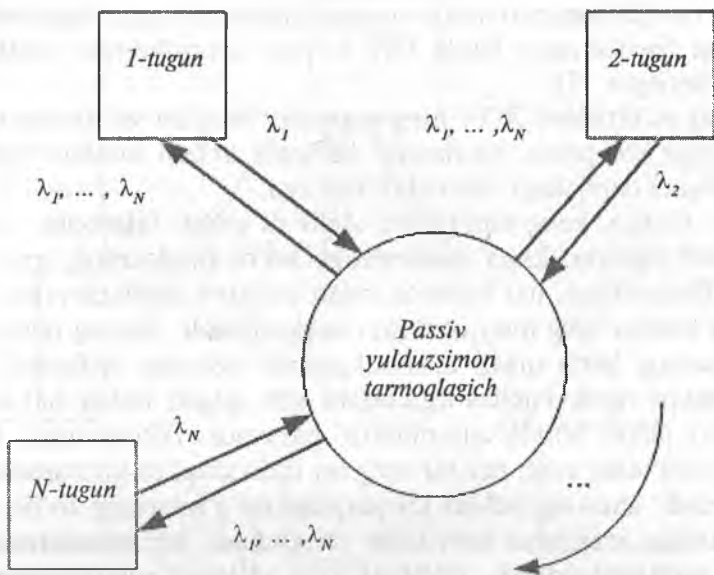 1-tugun
2-tugun
λ1
λ1, ... ,λN
λ1, ... , λN
λ2
Passiv
yulduzsimon
tarmoqlagich
λN
N-tugun
...
λ1, ... ,λN